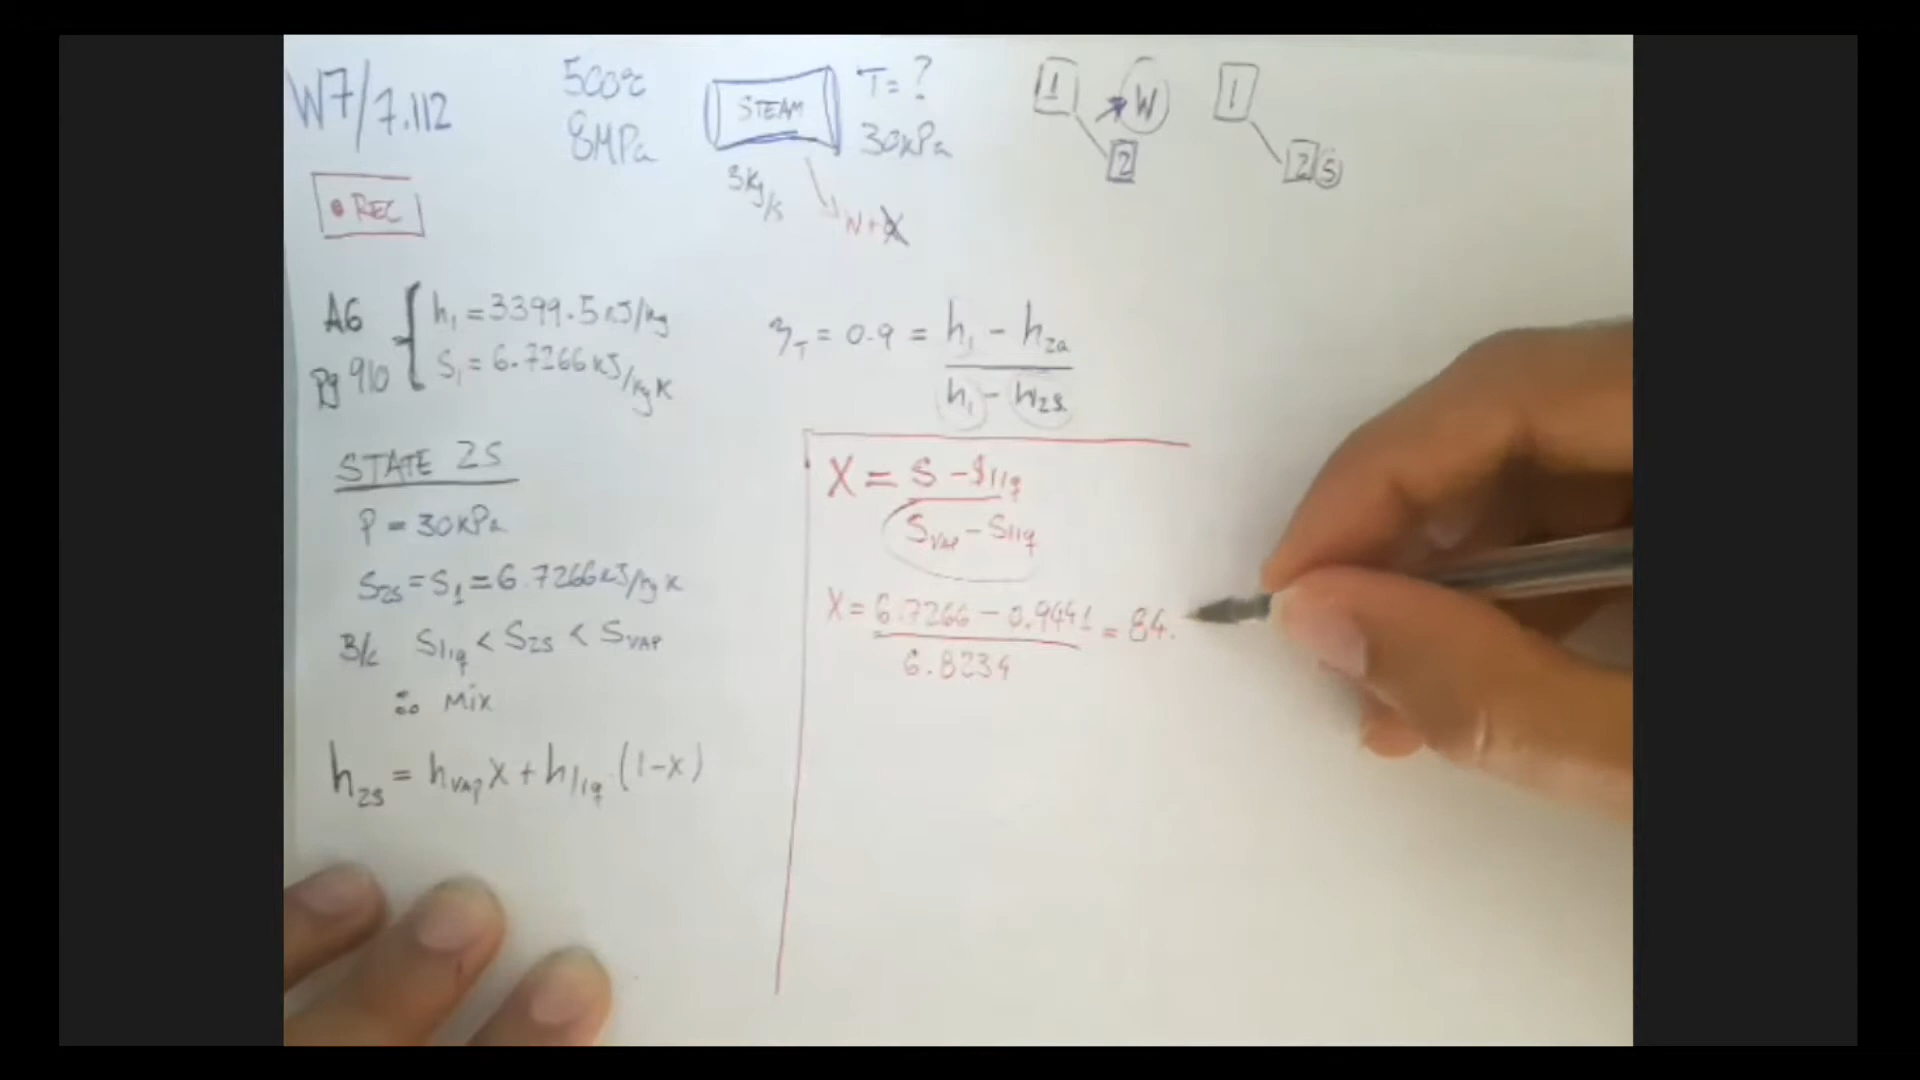 W7/7.112
500°C
8MPa
STEAM
3kg/s
T=?
30kPa
W+X
1
W
2
1
2S
• REC
A6
Pg 910
h₁ = 3399.5 kJ/kg
S₁ = 6.7266 kJ/kg K
ηT = 0.9 = h₁ - h2a
h₁ - h2s
STATE 2S
P = 30kPa
S2s = S1 = 6.7266 kJ/kg K
B/c Sliq < S2s < SVAP
∴ Mix
h2s = hVAP X + hliq (1-X)
X = S - Sliq
SVAP - Sliq
X = 6.7266 - 0.9441 = 84.
6.8234